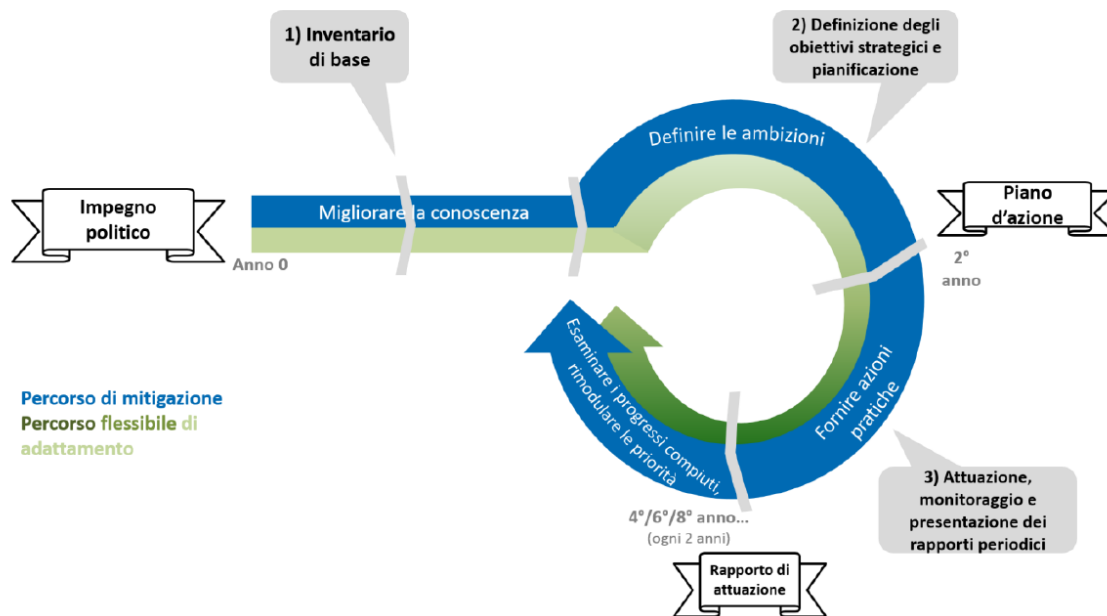 1) Inventario
di base
2) Definizione degli
obiettivi strategici e
pianificazione
Definire le ambizioni
Impegno
politico
Migliorare la conoscenza
Piano
d'azione
Anno 0
2°
anno
Esaminare i progressi compiuti,
rimodulare le priorità
Fornire azioni
pratiche
Percorso di mitigazione
Percorso flessibile di
adattamento
3) Attuazione,
monitoraggio e
presentazione dei
rapporti periodici
4°/6°/8° anno...
(ogni 2 anni)
Rapporto di
attuazione